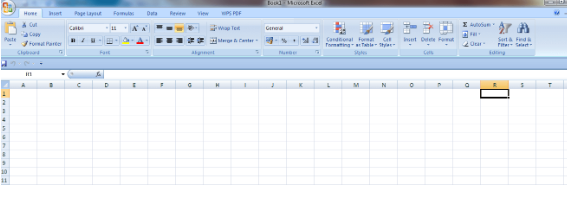 Book1 - Microsoft Excel
Home Insert Page Layout Formulas Data Review View WPS PDF
Cut
Copy
Format Painter
Paste
Calibri 11 A A
B I U A
Wrap Text
Merge & Center
General
$ % ,
Conditional Formatting Format as Table Cell Styles
Insert Delete Format
AutoSum
Fill
Clear
Sort & Filter Find & Select
Clipboard Font Alignment Number Styles Cells Editing
R1 fx
A B C D E F G H I J K L M N O P Q R S T
1
2
3
4
5
6
7
8
9
10
11